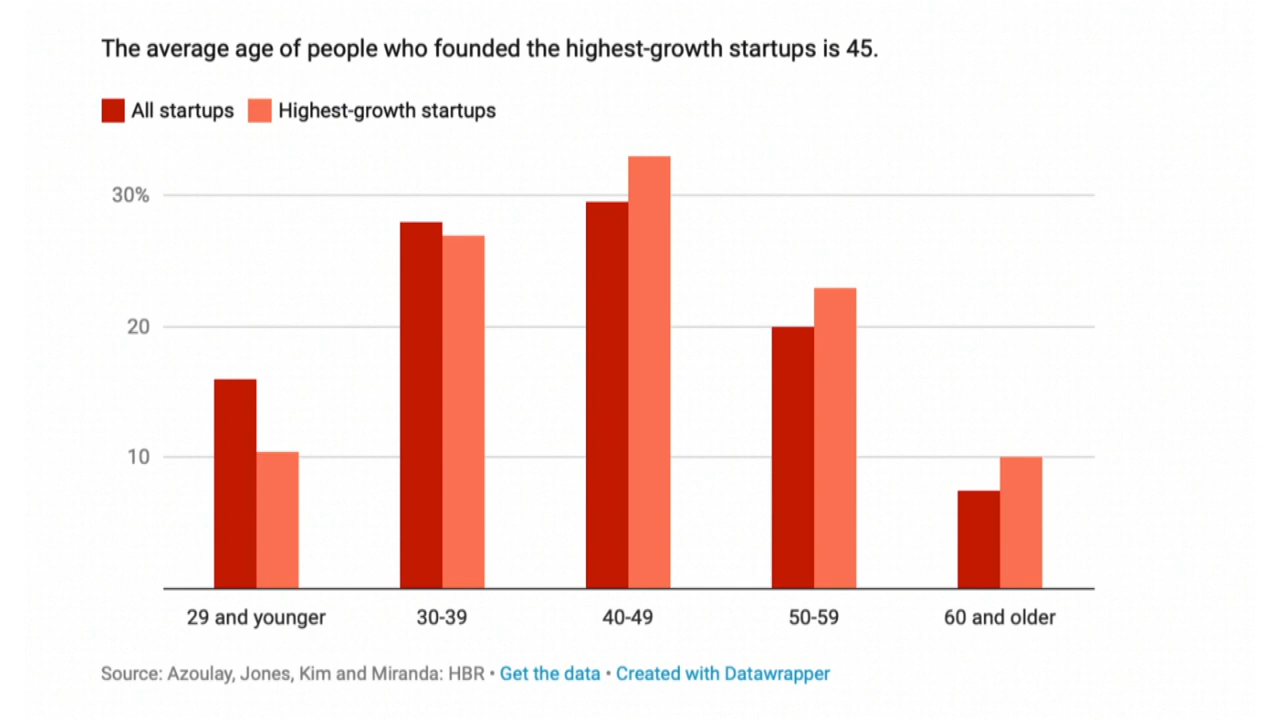 The average age of people who founded the highest-growth startups is 45.
All startups Highest-growth startups
30%
20
10
29 and younger 30-39 40-49 50-59 60 and older
Source: Azoulay, Jones, Kim and Miranda: HBR • Get the data • Created with Datawrapper